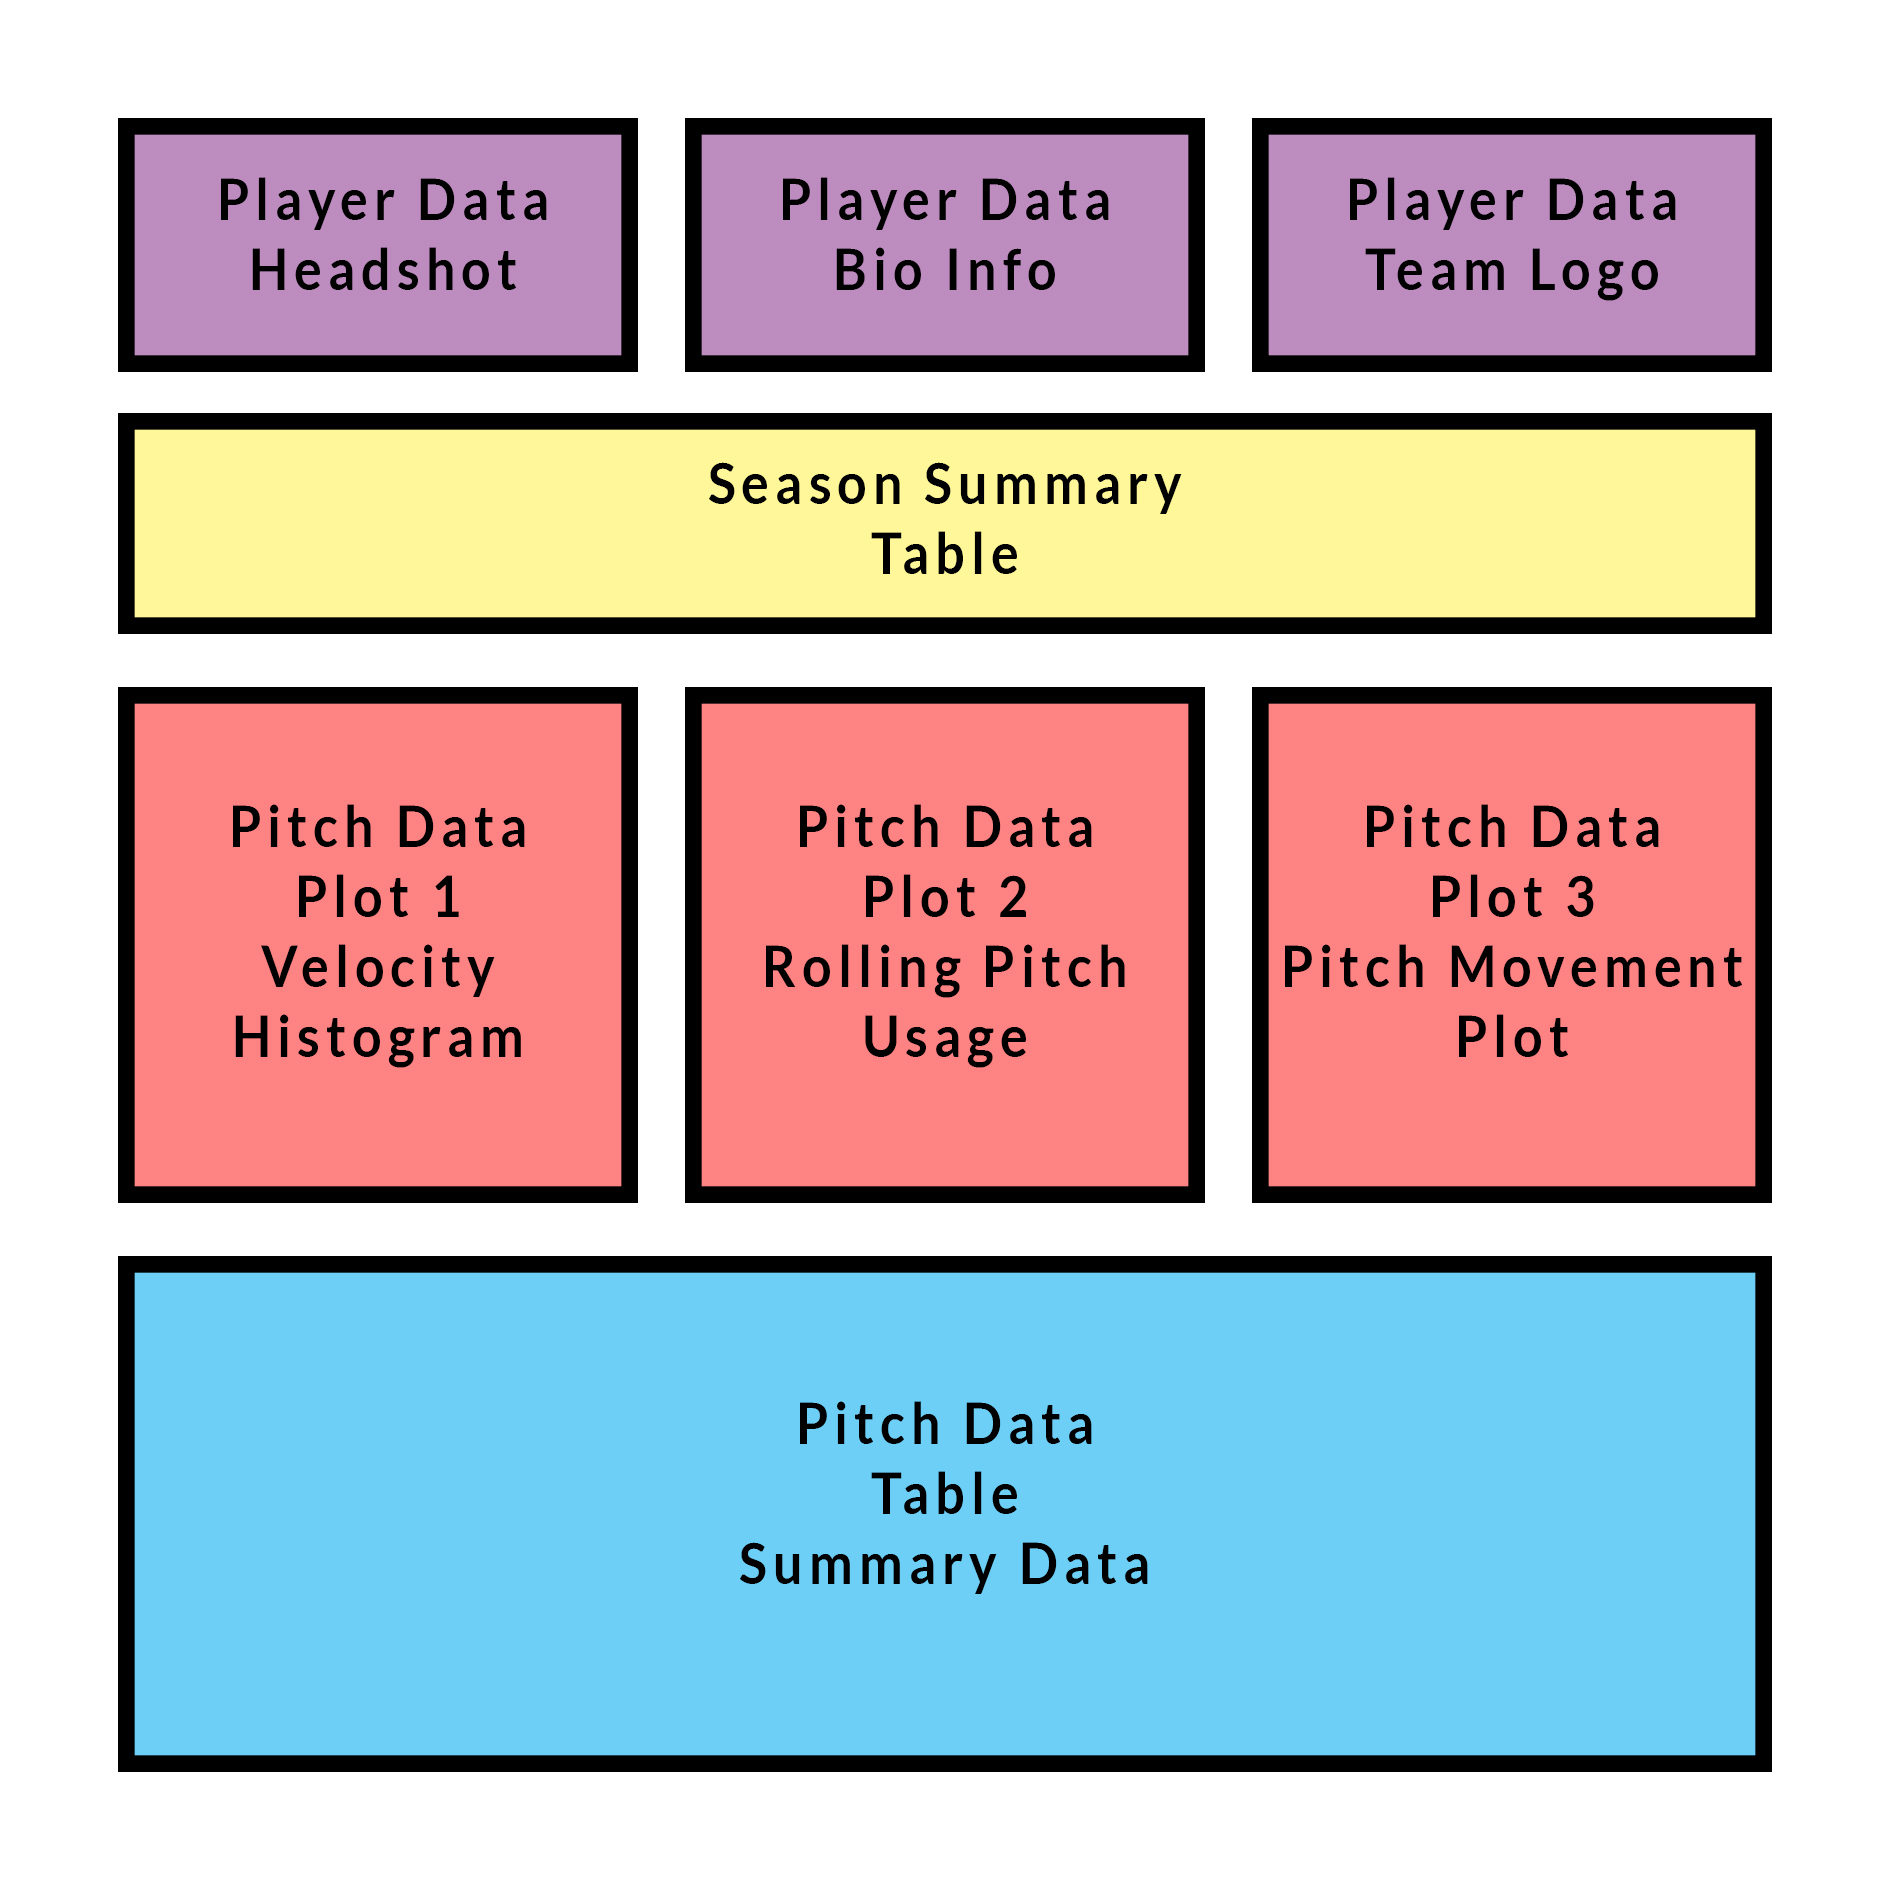 Player Data
Headshot
Player Data
Bio Info
Player Data
Team Logo
Season Summary
Table
Pitch Data
Plot 1
Velocity
Histogram
Pitch Data
Plot 2
Rolling Pitch
Usage
Pitch Data
Plot 3
Pitch Movement
Plot
Pitch Data
Table
Summary Data